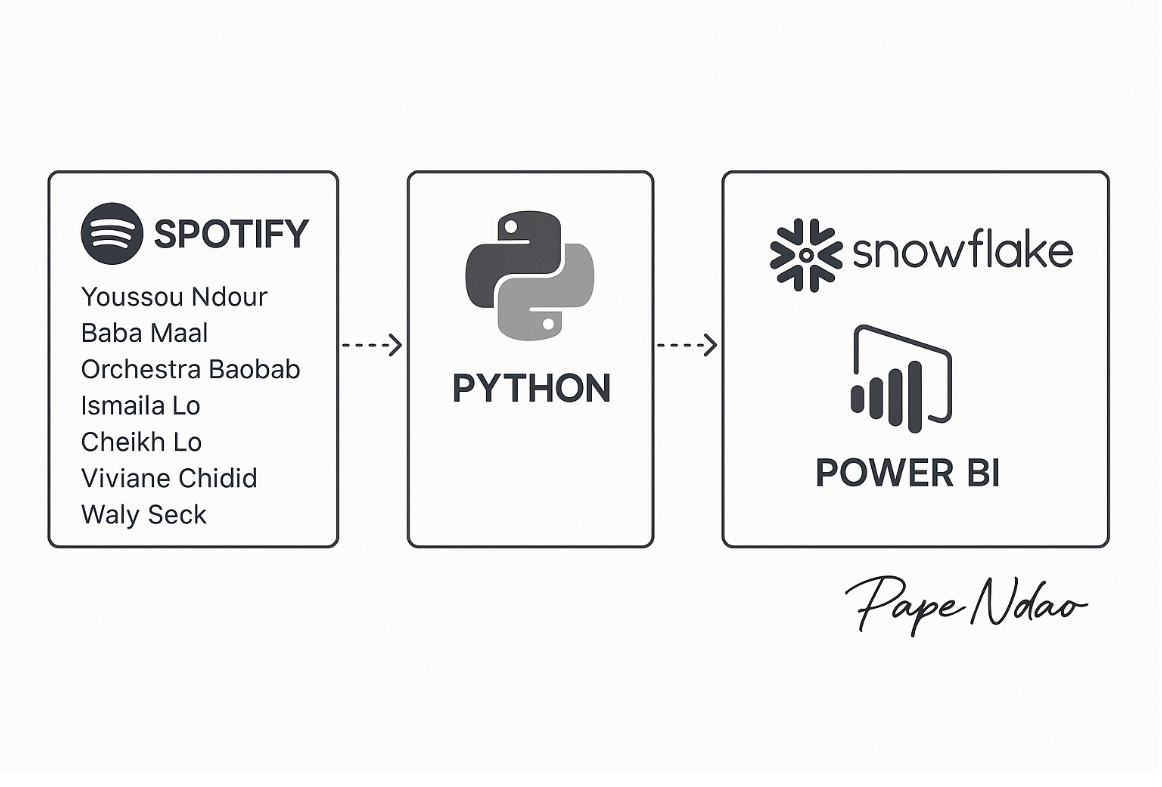 SPOTIFY
Youssou Ndour
Baba Maal
Orchestra Baobab
Ismaila Lo
Cheikh Lo
Viviane Chidid
Waly Seck
PYTHON
snowflake
POWER BI
Pape Ndao